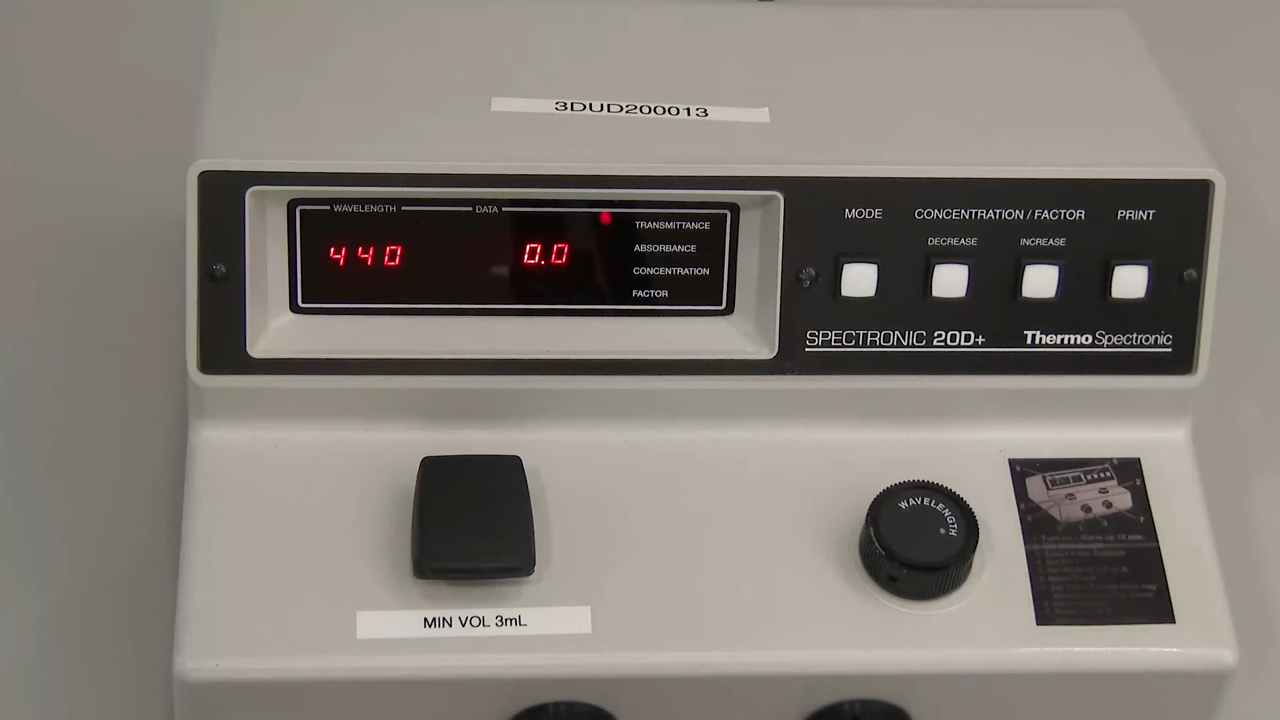 3DUD200013
WAVELENGTH
DATA
440
0.0
TRANSMITTANCE
ABSORBANCE
CONCENTRATION
FACTOR
MODE
CONCENTRATION / FACTOR
PRINT
DECREASE
INCREASE
SPECTRONIC 20D+
Thermo Spectronic
WAVELENGTH
MIN VOL 3mL